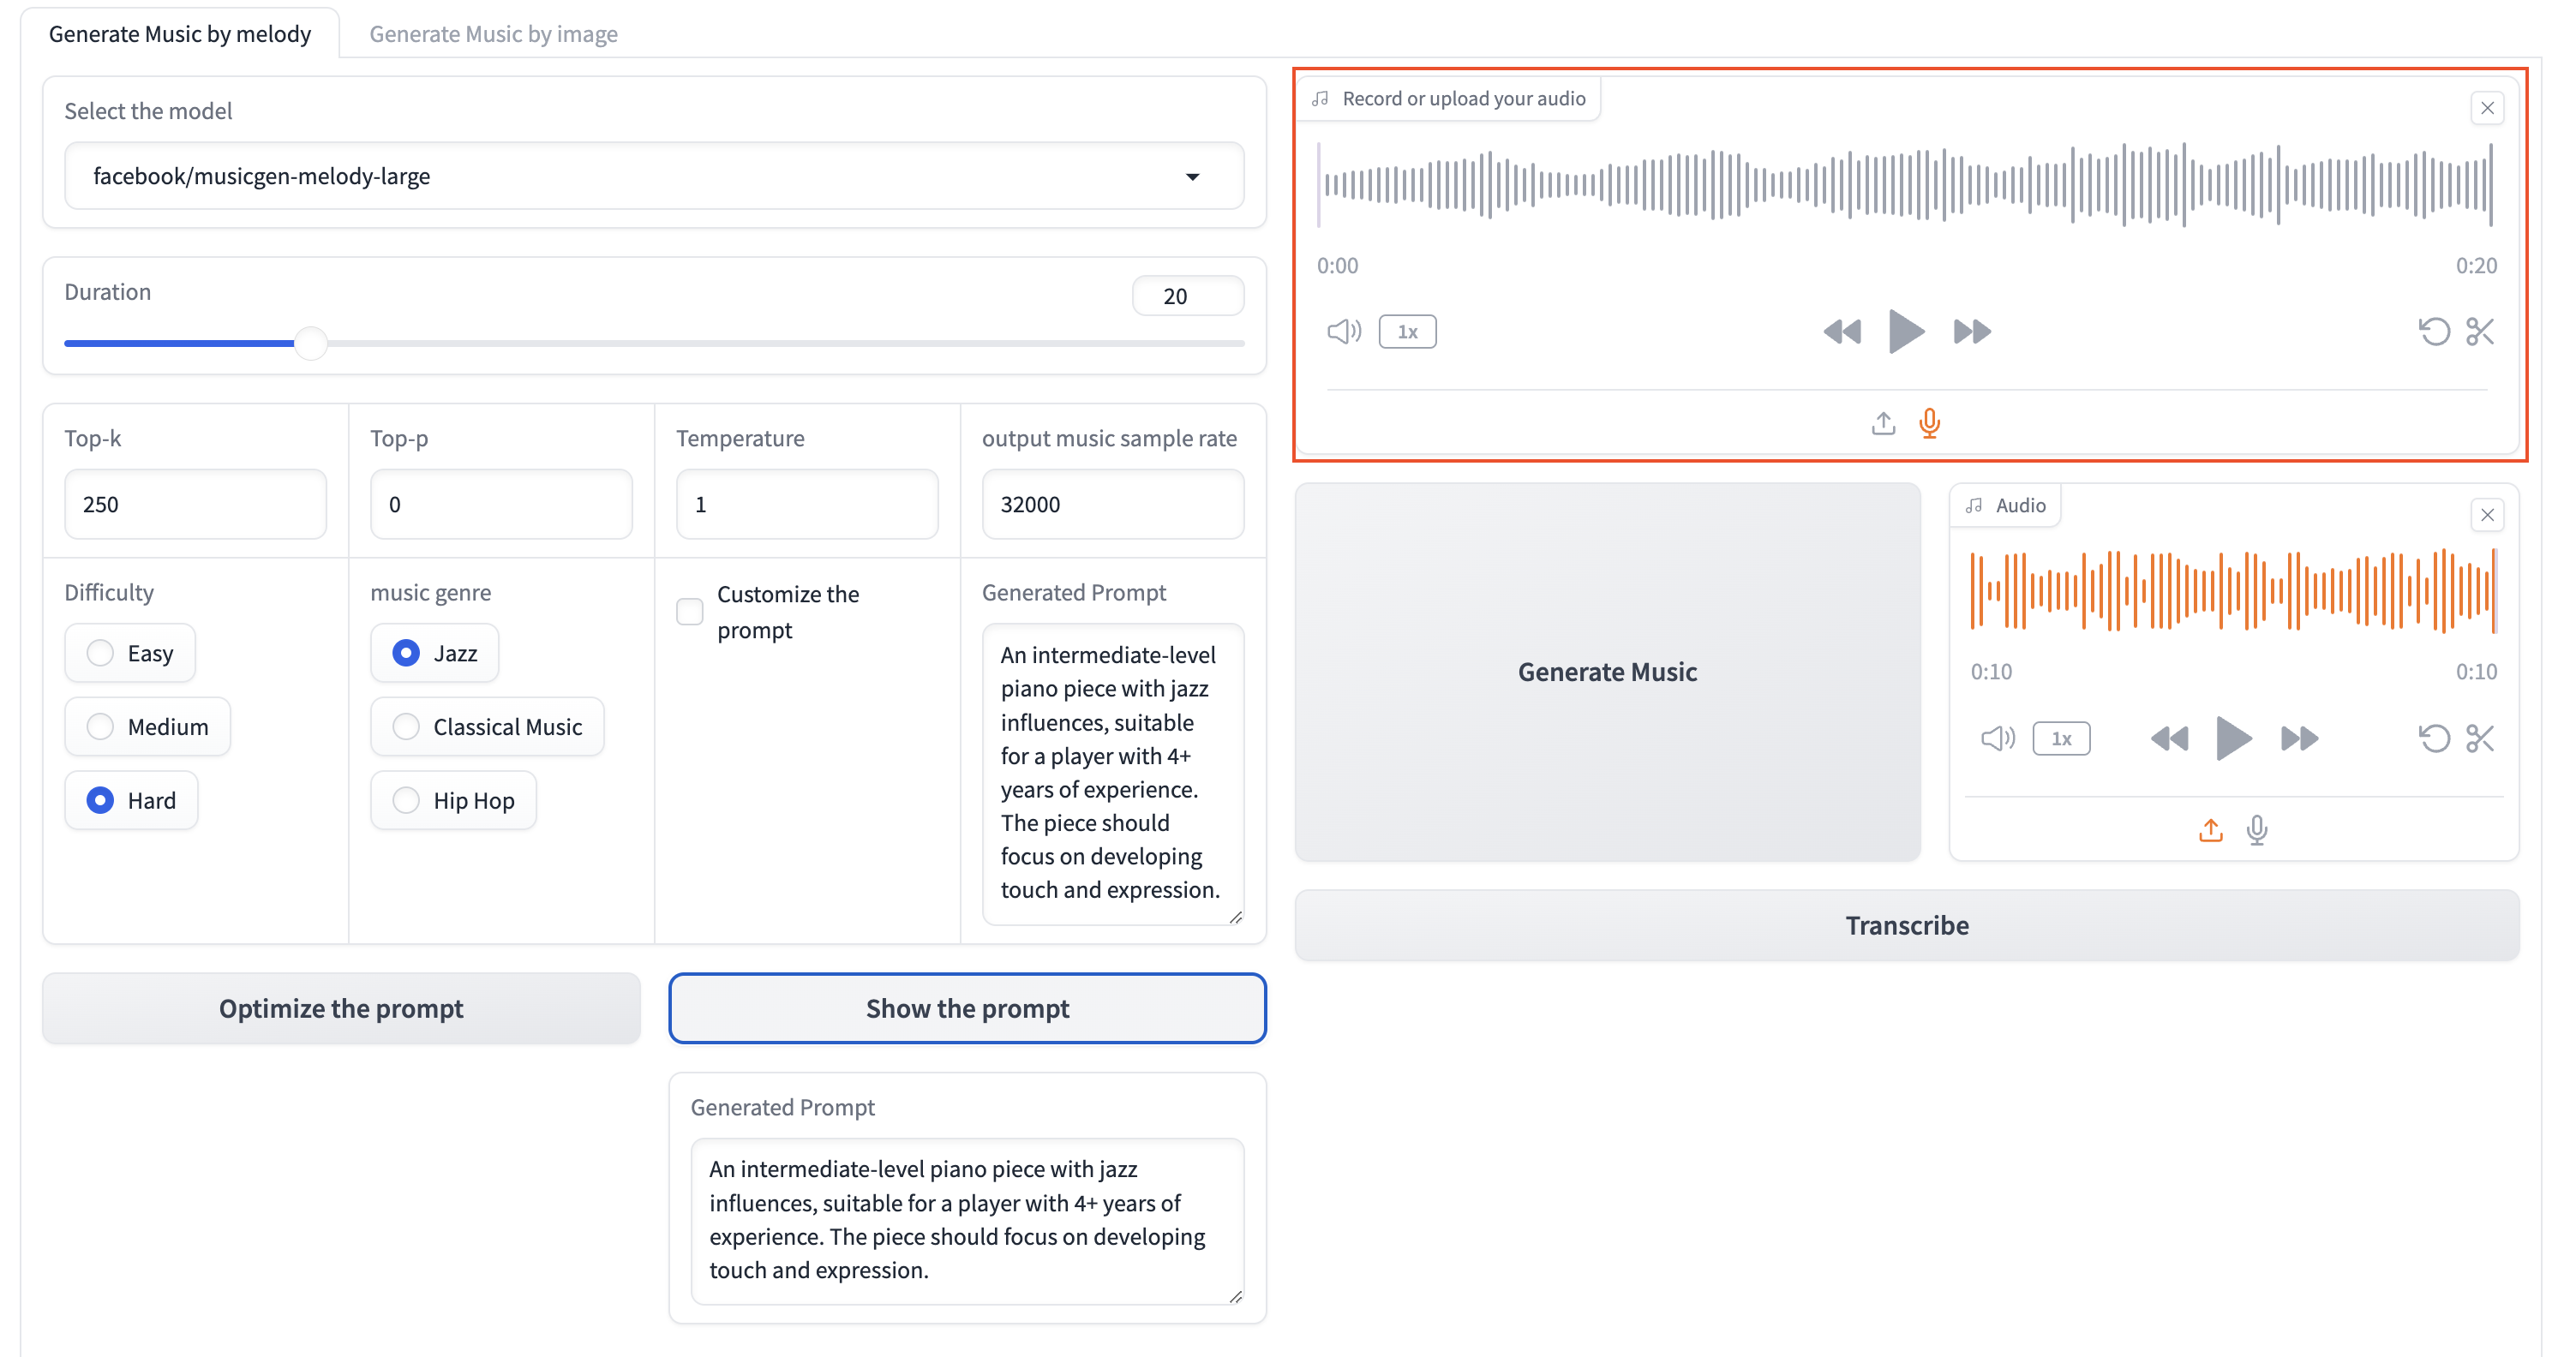 Generate Music by melody
Generate Music by image
Select the model
facebook/musicgen-melody-large
Duration
20
Top-k
Top-p
Temperature
output music sample rate
250
0
1
32000
Difficulty
Easy
Medium
Hard
music genre
Jazz
Classical Music
Hip Hop
Customize the
prompt
Generated Prompt
An intermediate-level
piano piece with jazz
influences, suitable
for a player with 4+
years of experience.
The piece should
focus on developing
touch and expression.
Optimize the prompt
Show the prompt
Generated Prompt
An intermediate-level piano piece with jazz
influences, suitable for a player with 4+ years of
experience. The piece should focus on developing
touch and expression.
Record or upload your audio
0:00
0:20
1x
Generate Music
Audio
0:10
0:10
1x
Transcribe